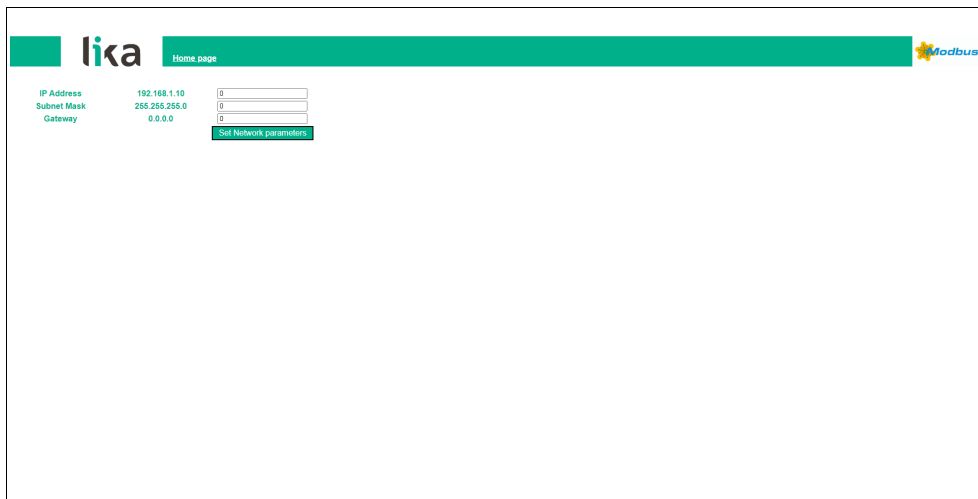 lika
Home page
Modbus
IP Address 192.168.1.10 0
Subnet Mask 255.255.255.0 0
Gateway 0.0.0.0 0
Set Network parameters